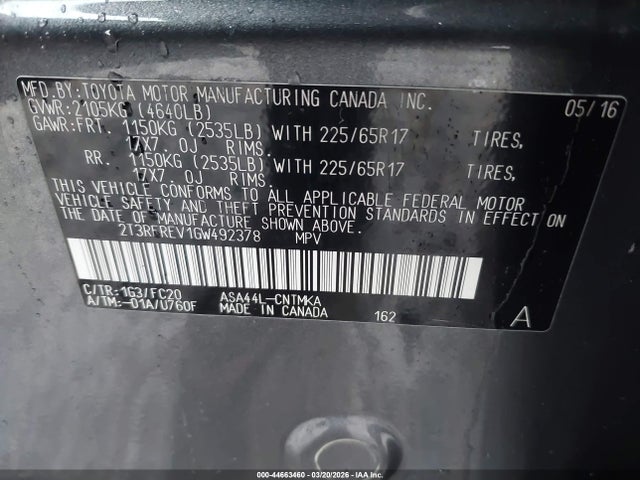 MFD.BY:TOYOTA MOTOR MANUFACTURING CANADA INC. 05/16
GVWR:2105KG (4640LB)
GAWR:FRT. 1150KG (2535LB) WITH 225/65R17 TIRES,
17X7. 0J RIMS.
RR. 1150KG (2535LB) WITH 225/65R17 TIRES,
17X7. 0J RIMS.
THIS VEHICLE CONFORMS TO ALL APPLICABLE FEDERAL MOTOR
VEHICLE SAFETY AND THEFT PREVENTION STANDARDS IN EFFECT ON
THE DATE OF MANUFACTURE SHOWN ABOVE.
2T3RFREV1GW492378 MPV
C/TR:1G3/FC20 ASA44L-CNTMKA
A/TM:-01A/U760F MADE IN CANADA 162 A
000-44663460 - 03/20/2026 - IAA Inc.